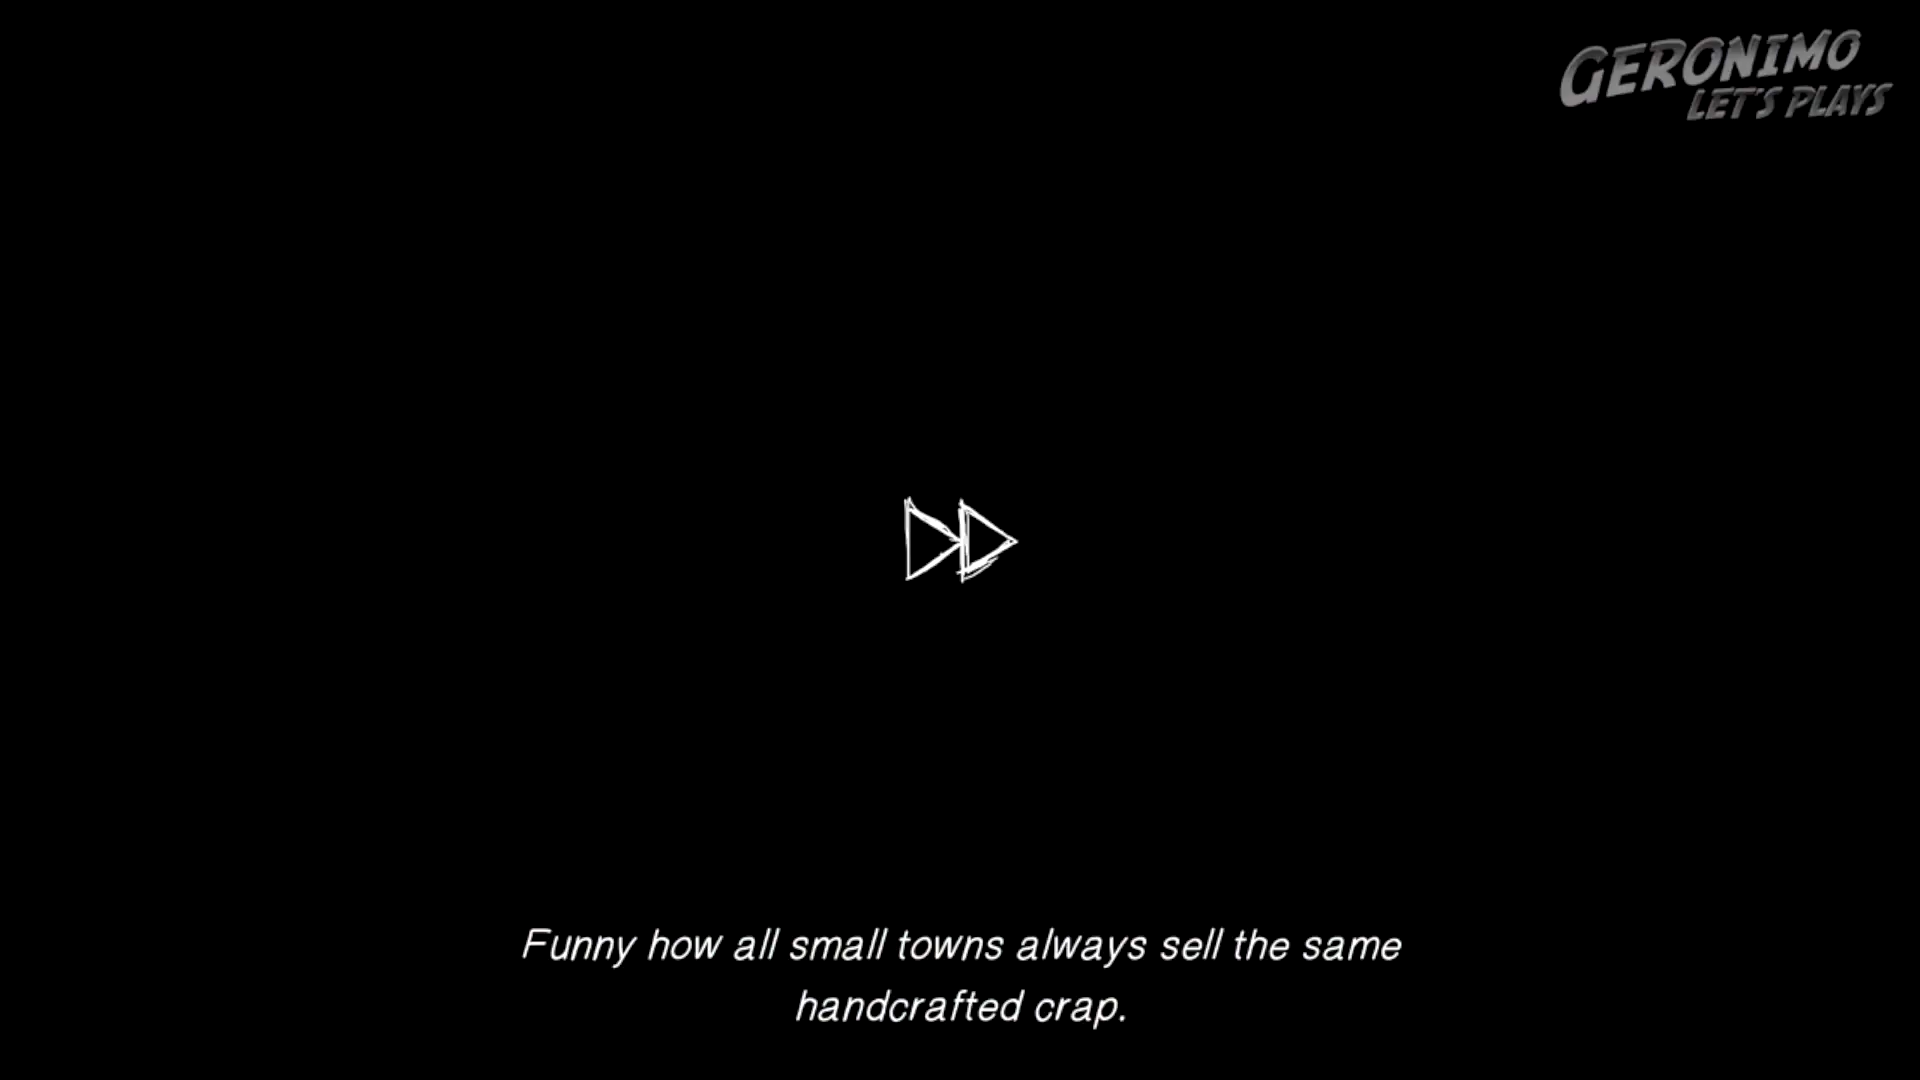 GERONIMO
LET'S PLAYS
Funny how all small towns always sell the same
handcrafted crap.